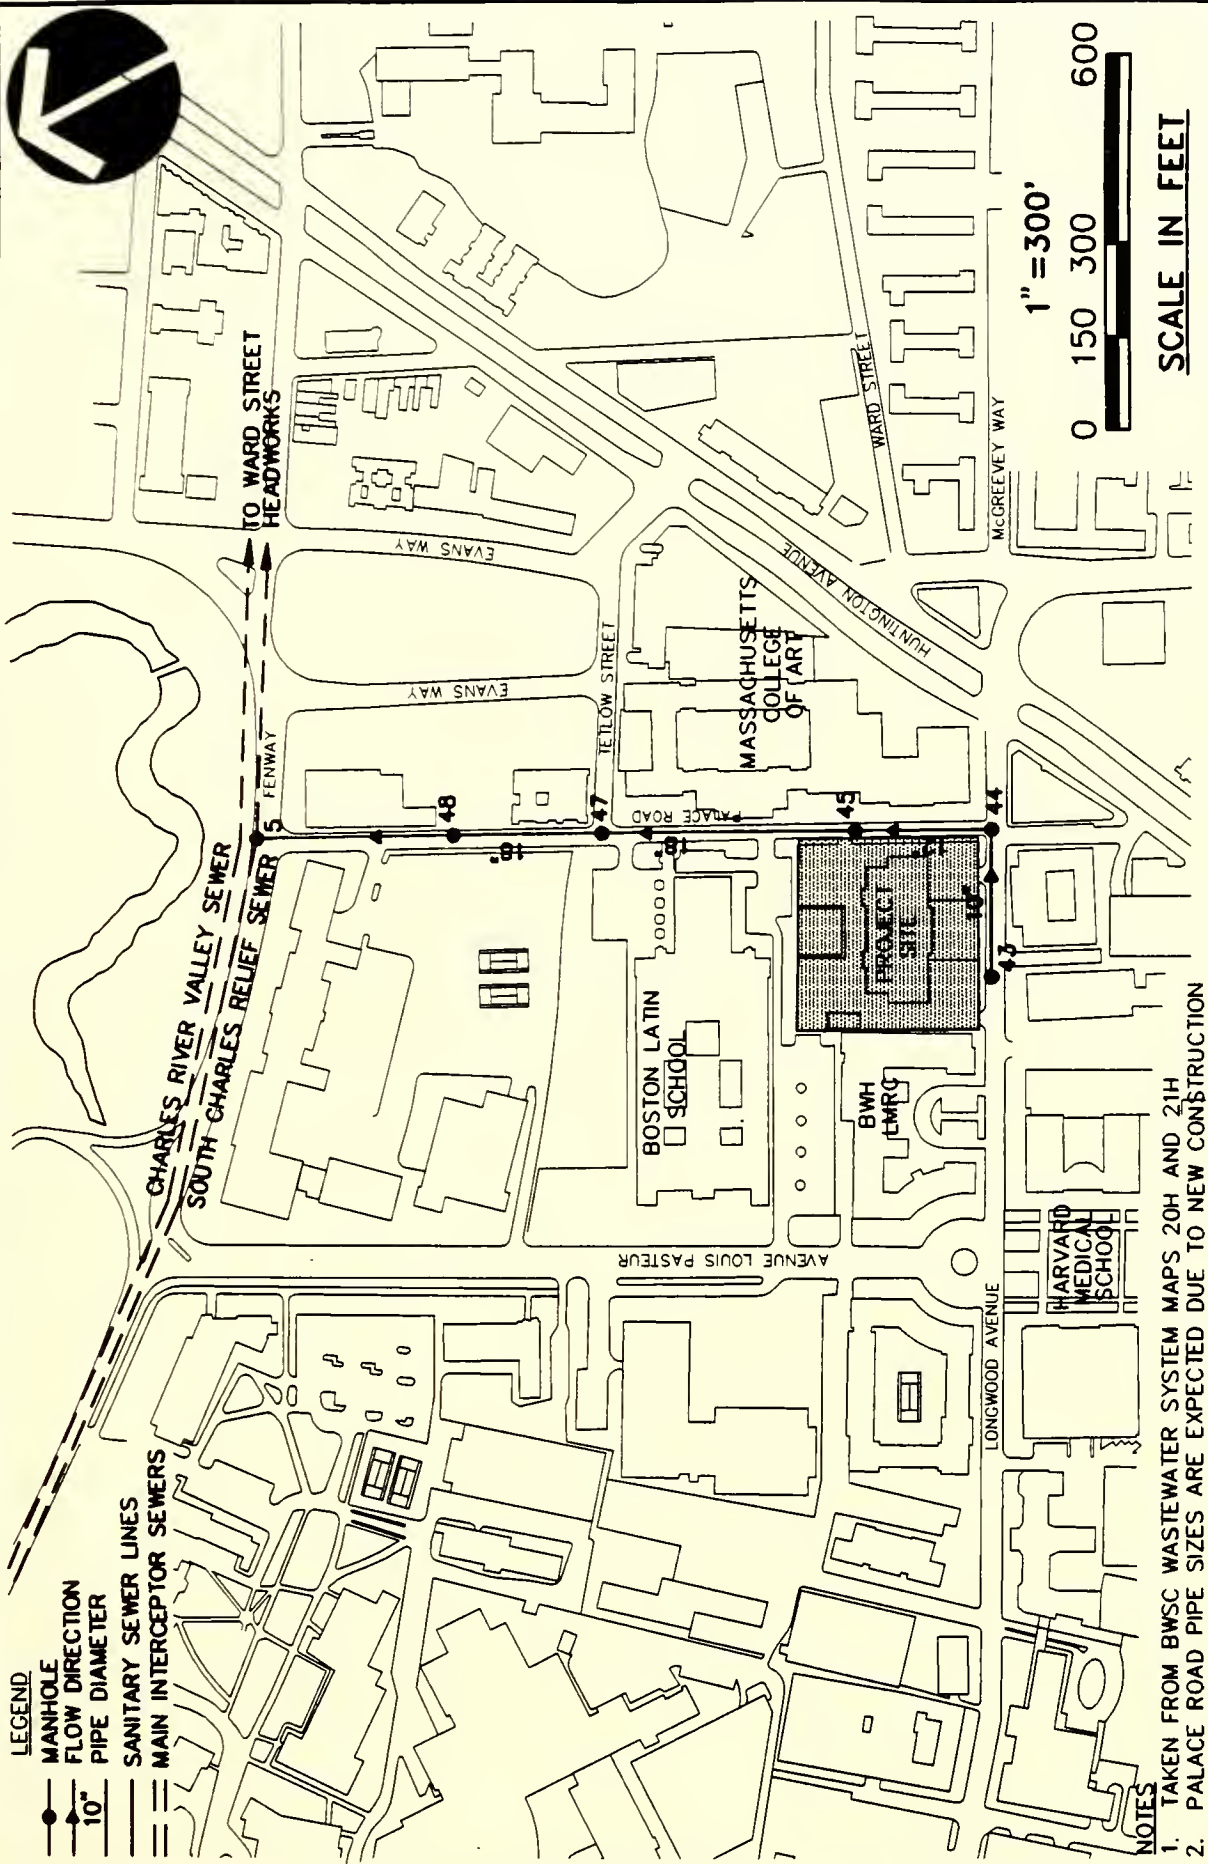 LEGEND
MANHOLE
FLOW DIRECTION
10"
PIPE DIAMETER
SANITARY SEWER LINES
MAIN INTERCEPTOR SEWERS
CHARLES RIVER VALLEY SEWER
SOUTH CHARLES RELIEF SEWER
TO WARD STREET
HEADWORKS
5
FENWAY
EVANS WAY
EVANS WAY
48
18"
47
TETLOW STREET
PALACE ROAD
18"
45
44
43
10"
PROJECT
SITE
MASSACHUSETTS
COLLEGE
OF ART
HUNTINGTON AVENUE
WARD STREET
McGREEVEY WAY
BOSTON LATIN
SCHOOL
BWH
LMRC
AVENUE LOUIS PASTEUR
LONGWOOD AVENUE
HARVARD
MEDICAL
SCHOOL
1"=300'
0 150 300 600
SCALE IN FEET
NOTES
1. TAKEN FROM BWSC WASTEWATER SYSTEM MAPS 20H AND 21H
2. PALACE ROAD PIPE SIZES ARE EXPECTED DUE TO NEW CONSTRUCTION